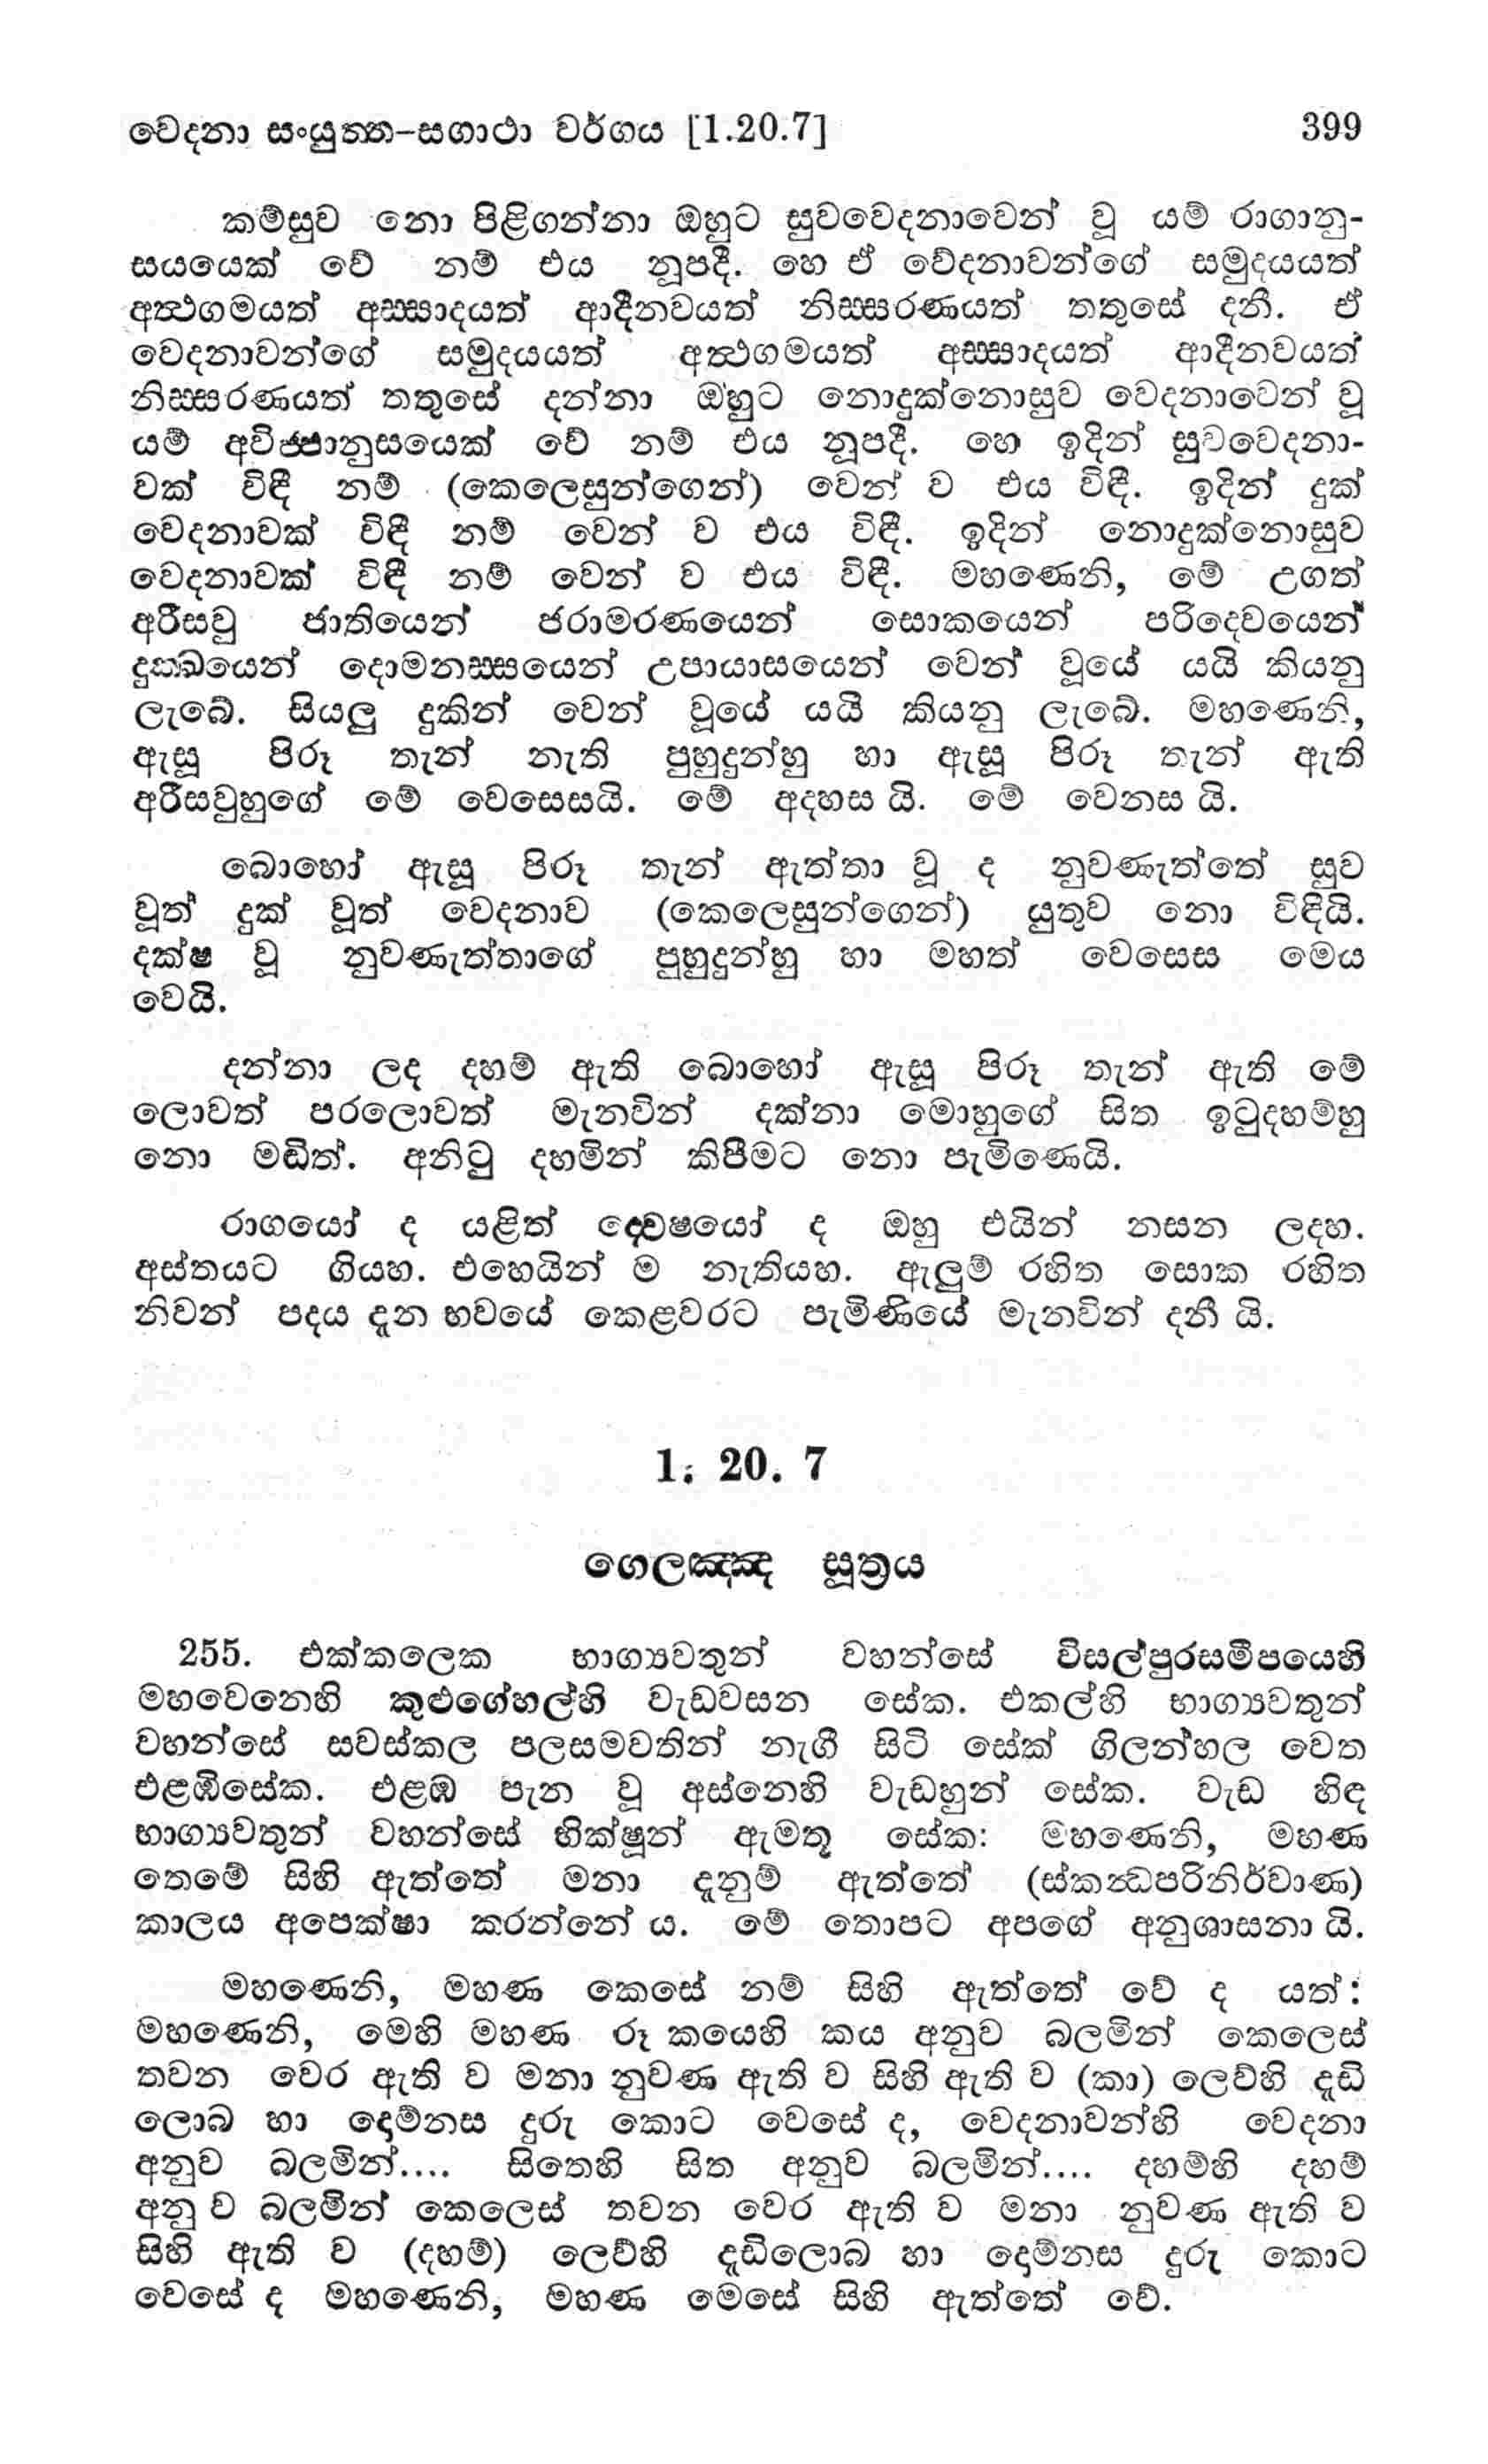 වෙදනා සංයුත්ත-සගාථා වර්ගය [1.20.7] 399
කම්සුව නො පිළිගන්නා ඔහුට සුවවෙදනාවෙන් වූ යම් රාගානු-
සයයෙක් වේ නම් එය නූපදී. හෙ ඒ වේදනාවන්ගේ සමුදයයත්
අත්‍ථගමයත් අස්සාදයත් ආදීනවයත් නිස්සරණයත් තතුසේ දනී. ඒ
වෙදනාවන්ගේ සමුදයයත් අත්‍ථගමයත් අස්සාදයත් ආදීනවයත්
නිස්සරණයත් තතුසේ දන්නා ඔහුට නොදුක්නොසුව වෙදනාවෙන් වූ
යම් අවිජ්ජානුසයෙක් වේ නම් එය නූපදී. හෙ ඉදින් සුවවෙදනා-
වක් විඳී නම් (කෙලෙසුන්ගෙන්) වෙන් ව එය විඳී. ඉදින් දුක්
වෙදනාවක් විඳී නම් වෙන් ව එය විඳී. ඉදින් නොදුක්නොසුව
වෙදනාවක් විඳී නම් වෙන් ව එය විඳී. මහණෙනි, මේ උගත්
අරීසවු ජාතියෙන් ජරාමරණයෙන් සොකයෙන් පරිදෙවයෙන්
දුක්ඛයෙන් දොමනස්සයෙන් උපායාසයෙන් වෙන් වූයේ යයි කියනු
ලැබේ. සියලු දුකින් වෙන් වූයේ යයි කියනු ලැබේ. මහණෙනි,
ඇසූ පිරූ තැන් නැති පුහුදුන්හු හා ඇසූ පිරූ තැන් ඇති
අරීසවුහුගේ මේ වෙසෙසයි. මේ අදහස යි. මේ වෙනස යි.
බොහෝ ඇසූ පිරූ තැන් ඇත්තා වූ ද නුවණැත්තේ සුව
වූත් දුක් වූත් වෙදනාව (කෙලෙසුන්ගෙන්) යුතුව නො විඳියි.
දක්ෂ වූ නුවණැත්තාගේ පුහුදුන්හු හා මහත් වෙසෙස මෙය
වෙයි.
දන්නා ලද දහම් ඇති බොහෝ ඇසූ පිරූ තැන් ඇති මේ
ලොවත් පරලොවත් මැනවින් දක්නා මොහුගේ සිත ඉටුදහම්හු
නො මඬිත්. අනිටු දහමින් කිපීමට නො පැමිණෙයි.
රාගයෝ ද යළිත් ද්වෙෂයෝ ද ඔහු එයින් නසන ලදහ.
අස්තයට ගියහ. එහෙයින් ම නැතියහ. ඇලුම් රහිත සොක රහිත
නිවන් පදය දැන භවයේ කෙළවරට පැමිණියේ මැනවින් දනී යි.
1. 20. 7
ගෙලඤ්ඤ සූත්‍රය
255. එක්කලෙක භාග්‍යවතුන් වහන්සේ විසල්පුරසමීපයෙහි
මහවෙනෙහි කුළුගේහල්හි වැඩවසන සේක. එකල්හි භාග්‍යවතුන්
වහන්සේ සවස්කල පලසමවතින් නැගී සිටි සේක් ගිලන්හල වෙත
එළඹිසේක. එළඹ පැන වූ අස්නෙහි වැඩහුන් සේක. වැඩ හිඳ
භාග්‍යවතුන් වහන්සේ භික්ෂූන් ඇමතූ සේක: මහණෙනි, මහණ
තෙමේ සිහි ඇත්තේ මනා දැනුම් ඇත්තේ (ස්කන්‍ධපරිනිර්වාණ)
කාලය අපෙක්ෂා කරන්නේ ය. මේ තොපට අපගේ අනුශාසනා යි.
මහණෙනි, මහණ කෙසේ නම් සිහි ඇත්තේ වේ ද යත්:
මහණෙනි, මෙහි මහණ රූ කයෙහි කය අනුව බලමින් කෙලෙස්
තවන වෙර ඇති ව මනා නුවණ ඇති ව සිහි ඇති ව (කා) ලෙව්හි දැඩි
ලොබ හා දොම්නස දුරු කොට වෙසේ ද, වෙදනාවන්හි වෙදනා
අනුව බලමින්.... සිතෙහි සිත අනුව බලමින්.... දහම්හි දහම්
අනු ව බලමින් කෙලෙස් තවන වෙර ඇති ව මනා නුවණ ඇති ව
සිහි ඇති ව (දහම්) ලෙව්හි දැඩිලොබ හා දොම්නස දුරු කොට
වෙසේ ද මහණෙනි, මහණ මෙසේ සිහි ඇත්තේ වේ.